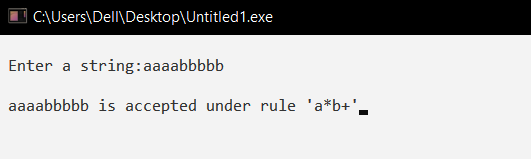 C:\Users\Dell\Desktop\Untitled1.exe
Enter a string:aaaabbbbb
aaaabbbbb is accepted under rule 'a*b+'